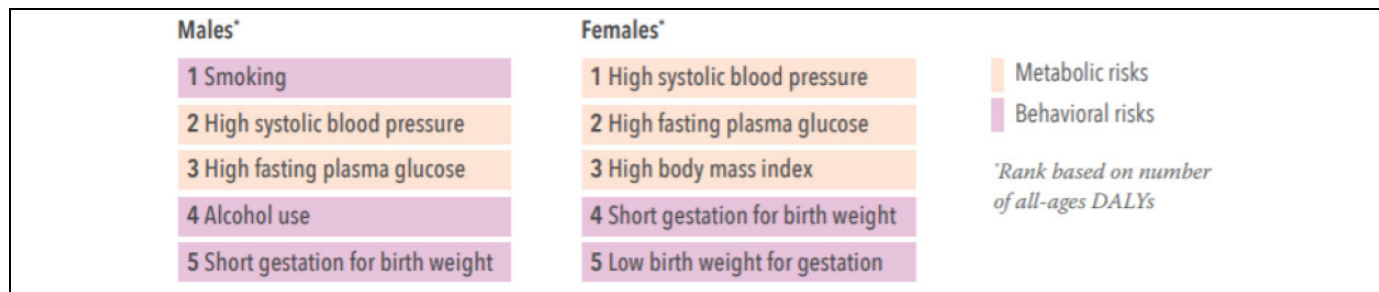 Males*
1 Smoking
2 High systolic blood pressure
3 High fasting plasma glucose
4 Alcohol use
5 Short gestation for birth weight
Females*
1 High systolic blood pressure
2 High fasting plasma glucose
3 High body mass index
4 Short gestation for birth weight
5 Low birth weight for gestation
Metabolic risks
Behavioral risks
*Rank based on number
of all-ages DALYs